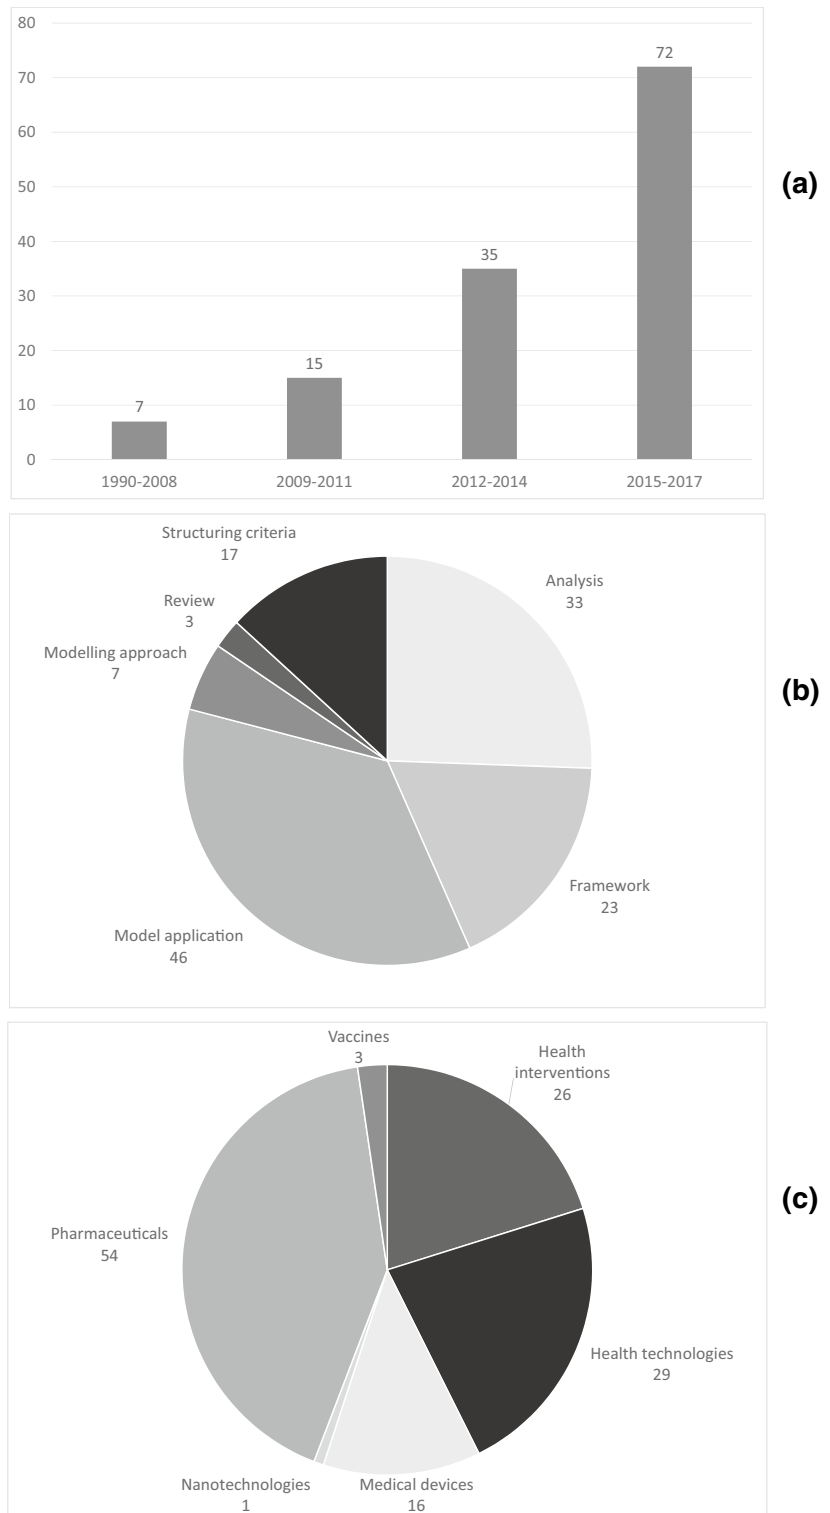 80
70
60
50
40
30
20
10
0
7
15
35
72
1990-2008
2009-2011
2012-2014
2015-2017
(a)
Structuring criteria
17
Review
3
Modelling approach
7
Analysis
33
Framework
23
Model application
46
(b)
Vaccines
3
Health
interventions
26
Pharmaceuticals
54
Health technologies
29
Nanotechnologies
1
Medical devices
16
(c)